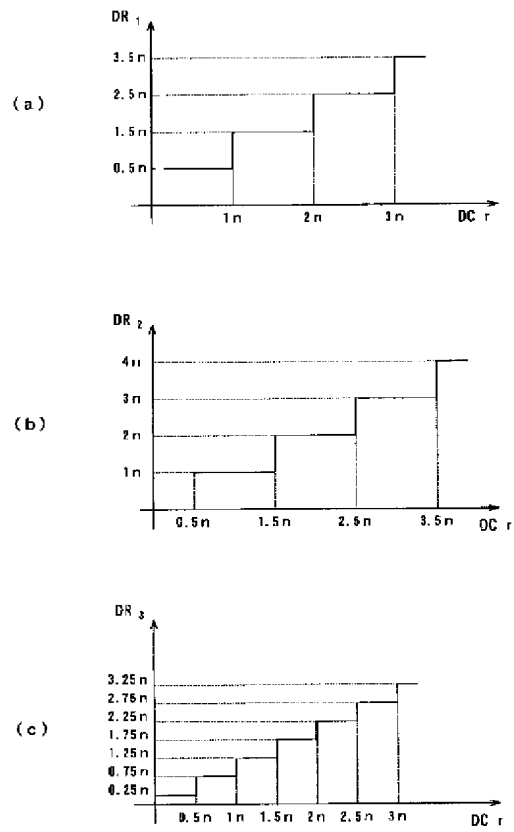 DR 1
3.5n
2.5n
(a)
1.5n
0.5n
1n 2n 3n DC r
DR 2
4n
3n
(b)
2n
1n
0.5n 1.5n 2.5n 3.5n DC r
DR 3
3.25n
2.75n
2.25n
(c)
1.75n
1.25n
0.75n
0.25n
0.5n 1n 1.5n 2n 2.5n 3n DC r